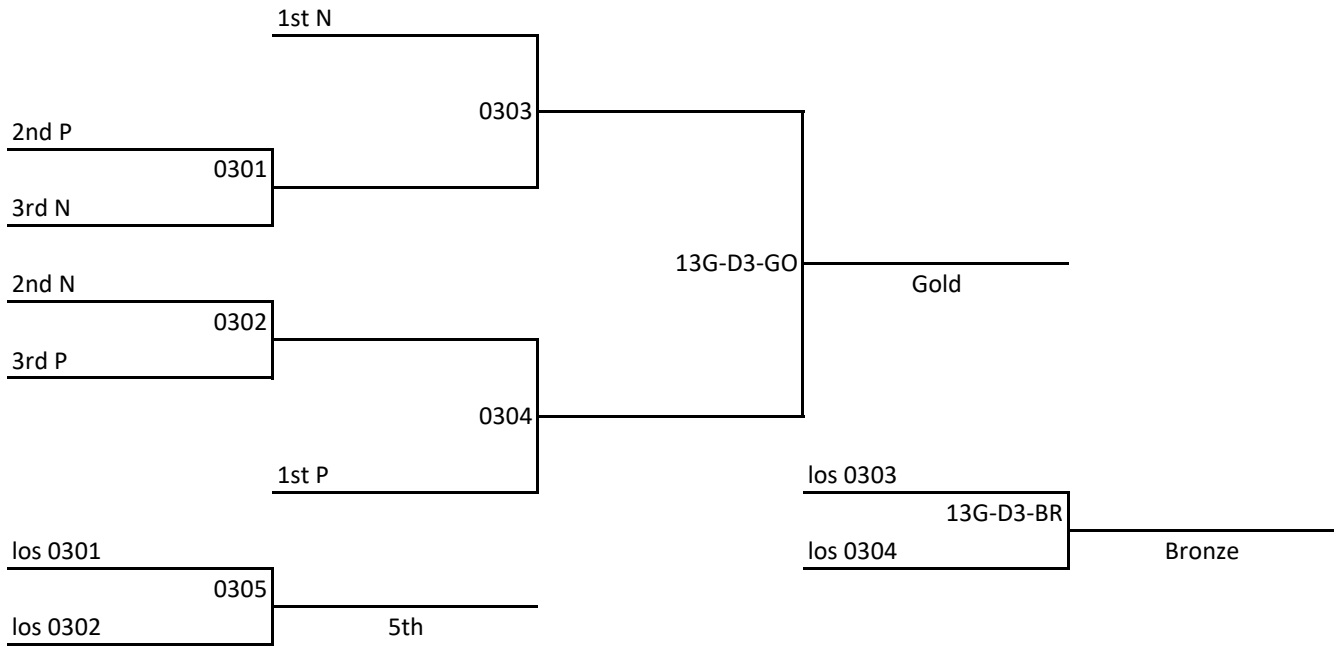 1st N
0303
2nd P
0301
3rd N
13G-D3-GO
Gold
2nd N
0302
3rd P
0304
1st P
los 0303
13G-D3-BR
los 0304
Bronze
los 0301
0305
los 0302
5th